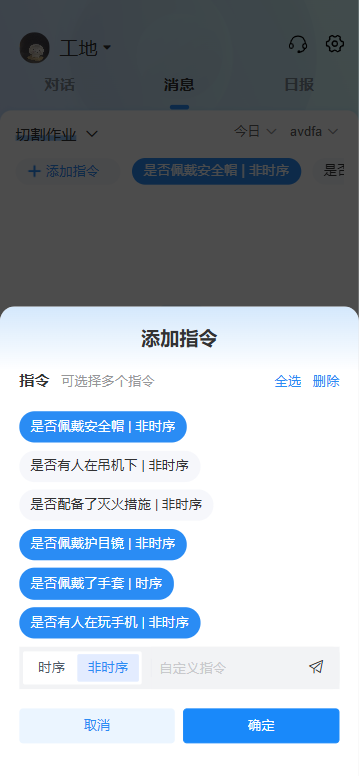 工地
对话 消息 日报
切割作业 今日 avdfa
添加指令 是否佩戴安全帽 | 非时序 是否
添加指令
指令 可选择多个指令 全选 删除
是否佩戴安全帽 | 非时序
是否有人在吊机下 | 非时序
是否配备了灭火措施 | 非时序
是否佩戴护目镜 | 非时序
是否佩戴了手套 | 时序
是否有人在玩手机 | 非时序
时序 非时序 自定义指令
取消 确定